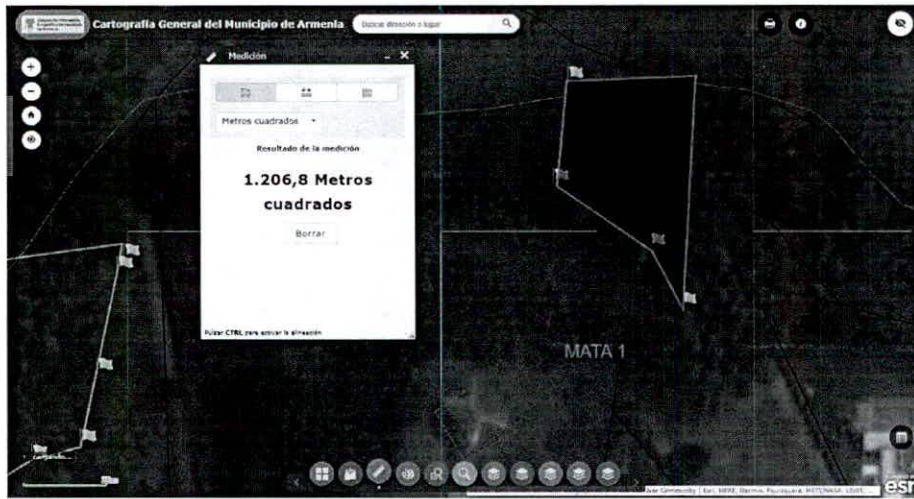 Cartografía General del Municipio de Armenia
Buscar dirección o lugar
Medición
Metros cuadrados
Resultado de la medición
1.206,8 Metros
cuadrados
Borrar
Pulsar CTRL para activar la alineación
MATA 1
esri